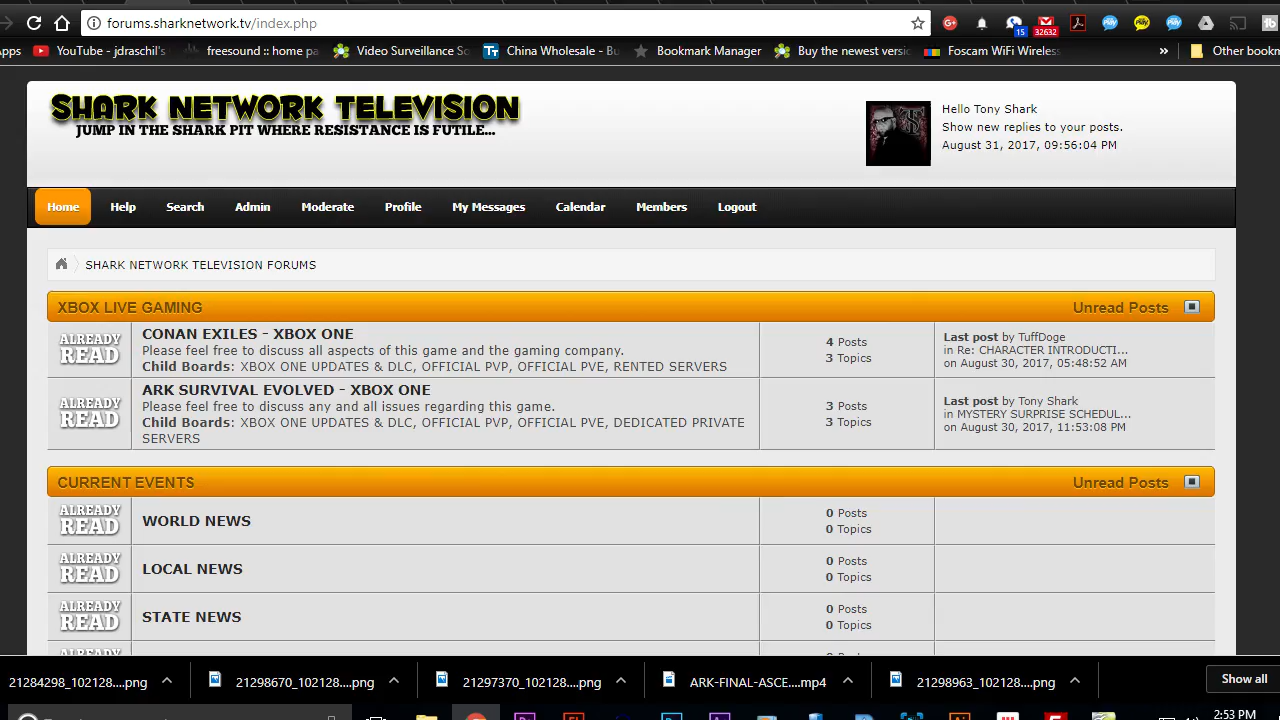 forums.sharknetwork.tv/index.php
15
32632
Apps
YouTube - jdraschil's
freesound :: home pa
Video Surveillance So
China Wholesale - Bu
Bookmark Manager
Buy the newest versi
Foscam WiFi Wireless
»
Other bookm
SHARK NETWORK TELEVISION
JUMP IN THE SHARK PIT WHERE RESISTANCE IS FUTILE...
Hello Tony Shark
Show new replies to your posts.
August 31, 2017, 09:56:04 PM
Home
Help
Search
Admin
Moderate
Profile
My Messages
Calendar
Members
Logout
SHARK NETWORK TELEVISION FORUMS
XBOX LIVE GAMING
Unread Posts
ALREADY
READ
CONAN EXILES - XBOX ONE
Please feel free to discuss all aspects of this game and the gaming company.
Child Boards: XBOX ONE UPDATES & DLC, OFFICIAL PVP, OFFICIAL PVE, RENTED SERVERS
4 Posts
3 Topics
Last post by TuffDoge
in Re: CHARACTER INTRODUCTI...
on August 30, 2017, 05:48:52 AM
ALREADY
READ
ARK SURVIVAL EVOLVED - XBOX ONE
Please feel free to discuss any and all issues regarding this game.
Child Boards: XBOX ONE UPDATES & DLC, OFFICIAL PVP, OFFICIAL PVE, DEDICATED PRIVATE
SERVERS
3 Posts
3 Topics
Last post by Tony Shark
in MYSTERY SURPRISE SCHEDUL...
on August 30, 2017, 11:53:08 PM
CURRENT EVENTS
Unread Posts
ALREADY
READ
WORLD NEWS
0 Posts
0 Topics
ALREADY
READ
LOCAL NEWS
0 Posts
0 Topics
ALREADY
READ
STATE NEWS
0 Posts
0 Topics
21284298_102128....png
21298670_102128....png
21297370_102128....png
ARK-FINAL-ASCE....mp4
21298963_102128....png
Show all
2:53 PM